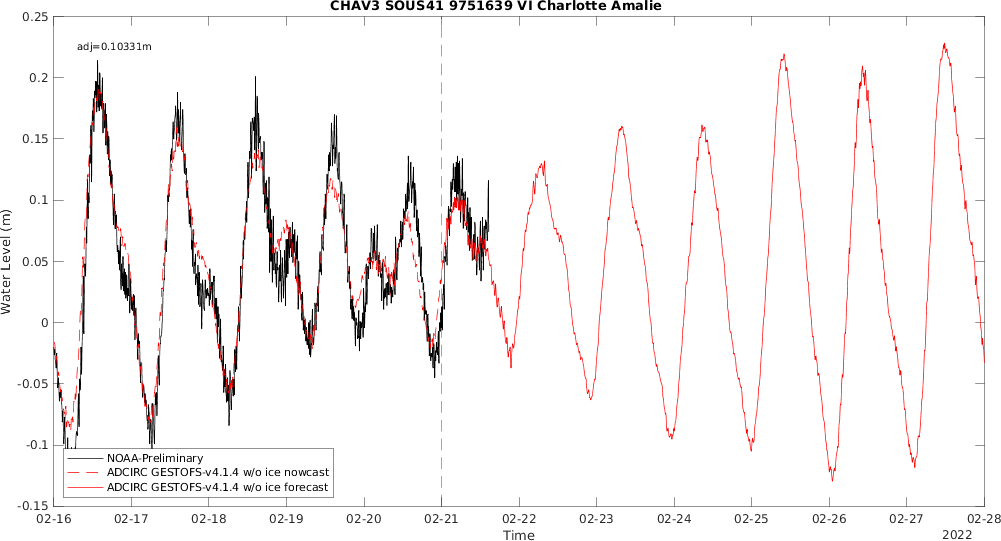 CHAV3 SOUS41 9751639 VI Charlotte Amalie
adj=0.10331m
0.25
0.2
0.15
0.1
0.05
0
-0.05
-0.1
-0.15
Water Level (m)
NOAA-Preliminary
ADCIRC GESTOFS-v4.1.4 w/o ice nowcast
ADCIRC GESTOFS-v4.1.4 w/o ice forecast
02-16 02-17 02-18 02-19 02-20 02-21 02-22 02-23 02-24 02-25 02-26 02-27 02-28
Time
2022